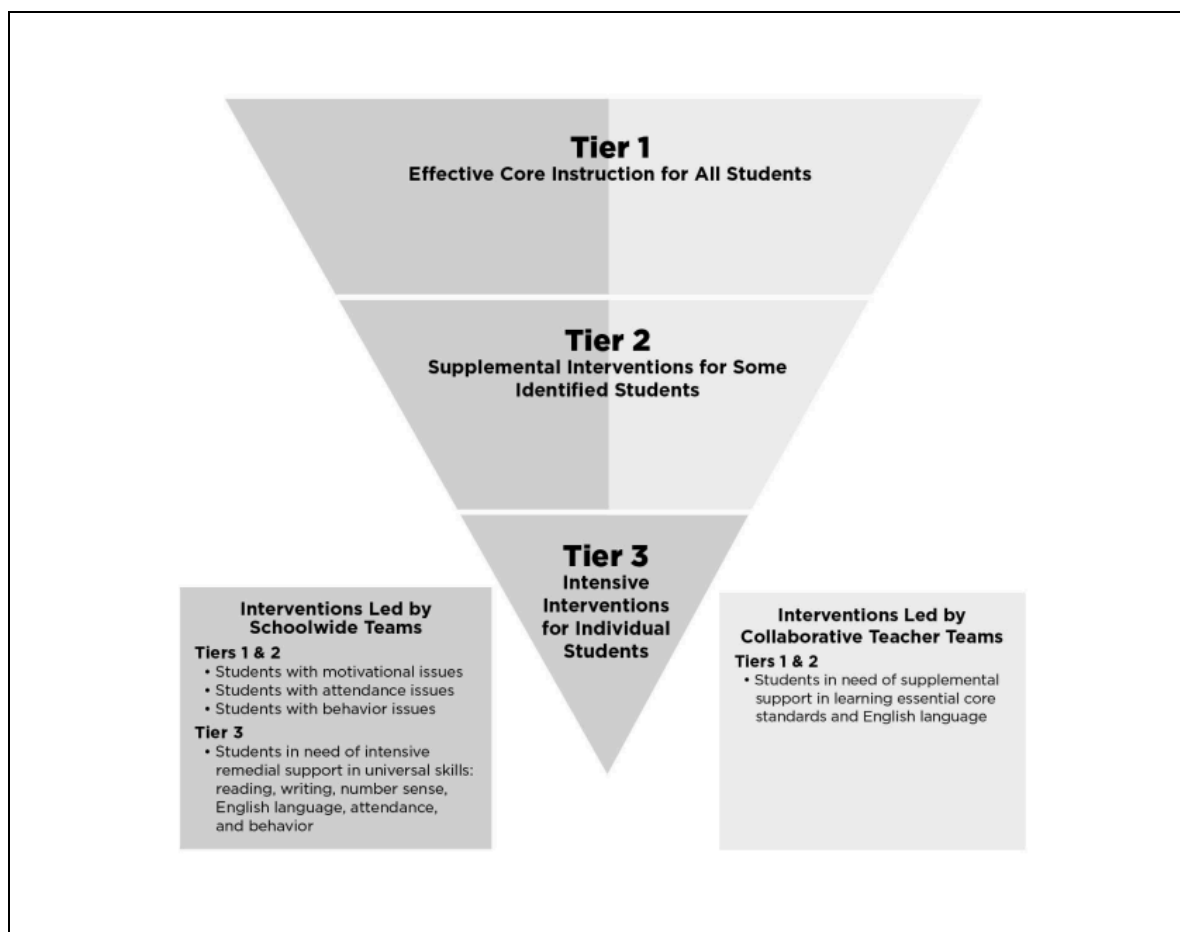 Tier 1
Effective Core Instruction for All Students
Tier 2
Supplemental Interventions for Some
Identified Students
Tier 3
Intensive
Interventions
for Individual
Students
Interventions Led by
Schoolwide Teams
Tiers 1 & 2
• Students with motivational issues
• Students with attendance issues
• Students with behavior issues
Tier 3
• Students in need of intensive
remedial support in universal skills:
reading, writing, number sense,
English language, attendance,
and behavior
Interventions Led by
Collaborative Teacher Teams
Tiers 1 & 2
• Students in need of supplemental
support in learning essential core
standards and English language